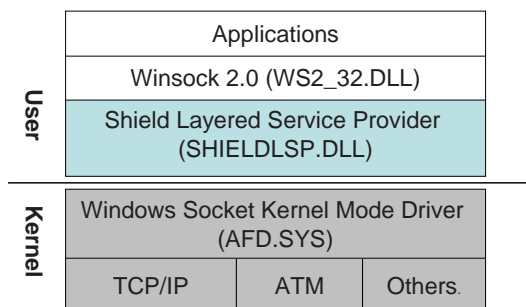 Applications
Winsock 2.0 (WS2_32.DLL)
User
Shield Layered Service Provider
(SHIELDLSP.DLL)
Kernel
Windows Socket Kernel Mode Driver
(AFD.SYS)
TCP/IP ATM Others.